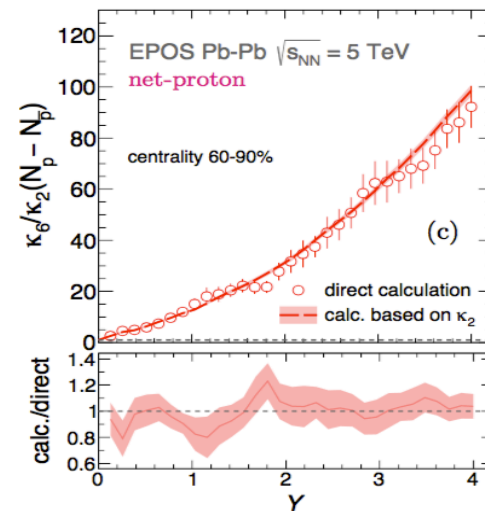 120
100
80
60
40
20
0
κ₆/κ₂(Nₚ − Np̅)
EPOS Pb-Pb √sNN = 5 TeV
net-proton
centrality 60-90%
(c)
direct calculation
calc. based on κ₂
1.4
1.2
1
0.8
0.6
calc./direct
0 1 2 3 4
Y